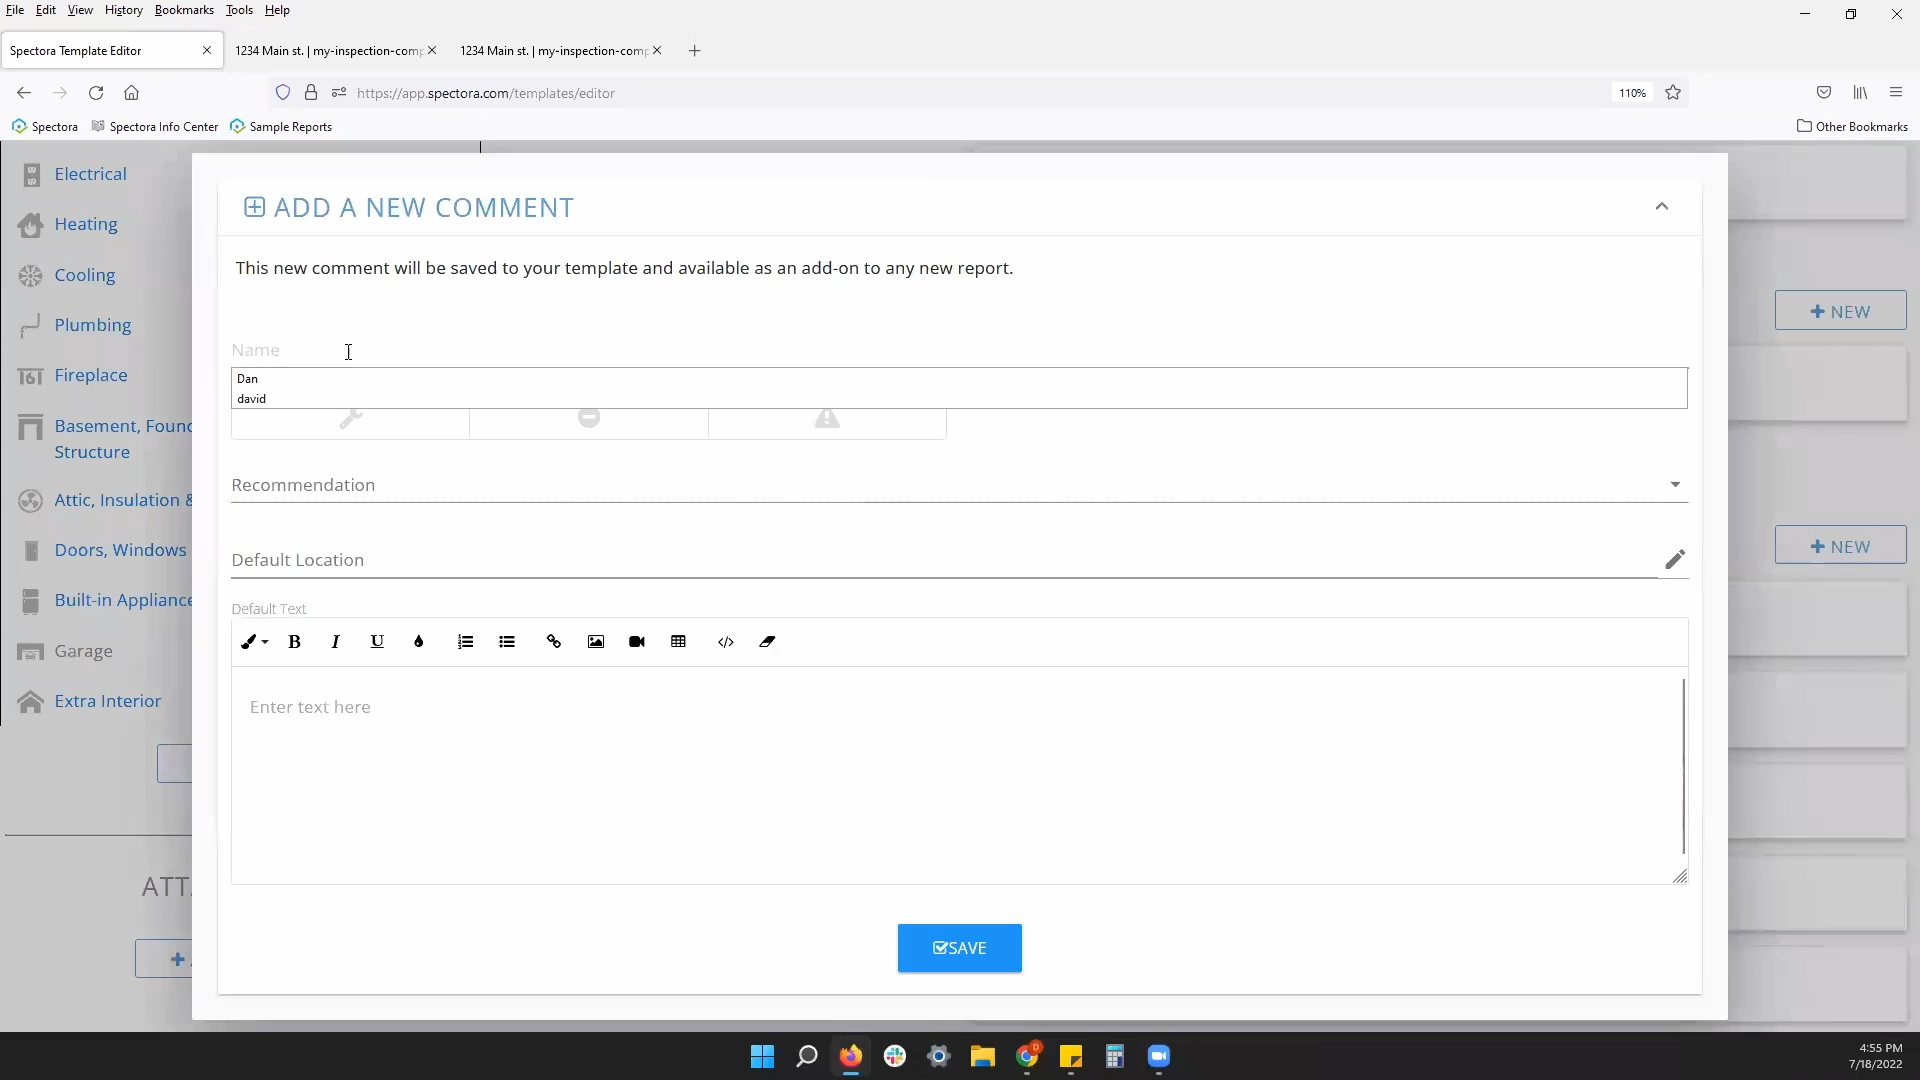 File Edit View History Bookmarks Tools Help
Spectora Template Editor
1234 Main st. | my-inspection-comp
1234 Main st. | my-inspection-comp
https://app.spectora.com/templates/editor
110%
Spectora
Spectora Info Center
Sample Reports
Other Bookmarks
Electrical
Heating
Cooling
Plumbing
Fireplace
Basement, Foun
Structure
Attic, Insulation &
Doors, Windows
Built-in Appliance
Garage
Extra Interior
ATT
ADD A NEW COMMENT
This new comment will be saved to your template and available as an add-on to any new report.
Name
Dan
david
Recommendation
Default Location
Default Text
B I U
Enter text here
SAVE
+ NEW
+ NEW
4:55 PM
7/18/2022